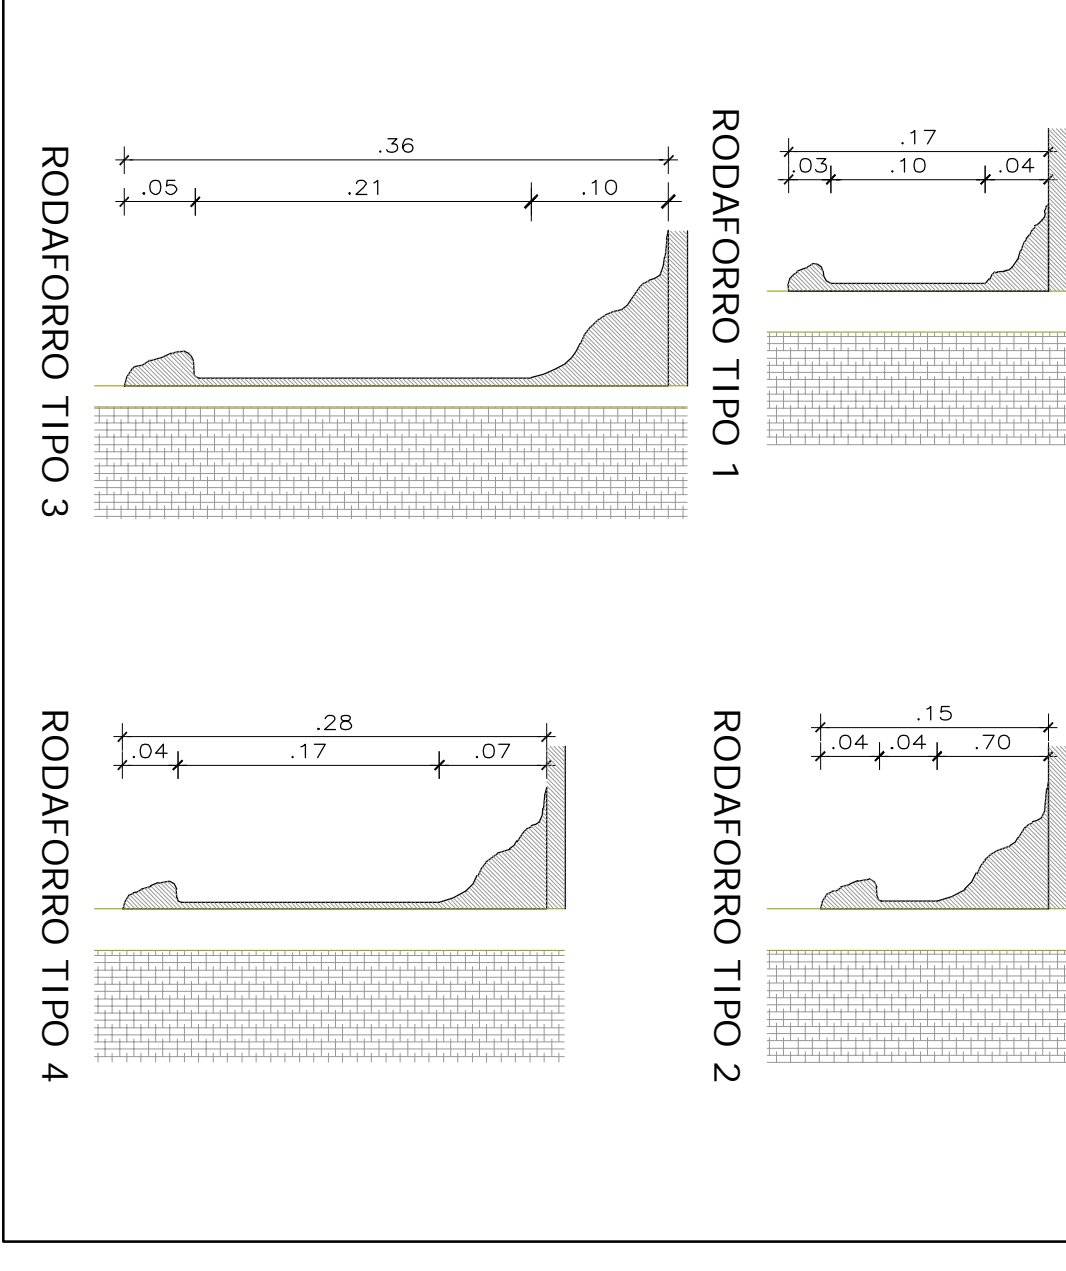 RODAFORRO TIPO 3
.36
.05 .21 .10
RODAFORRO TIPO 1
.17
.03 .10 .04
RODAFORRO TIPO 4
.28
.04 .17 .07
RODAFORRO TIPO 2
.15
.04 .04 .70